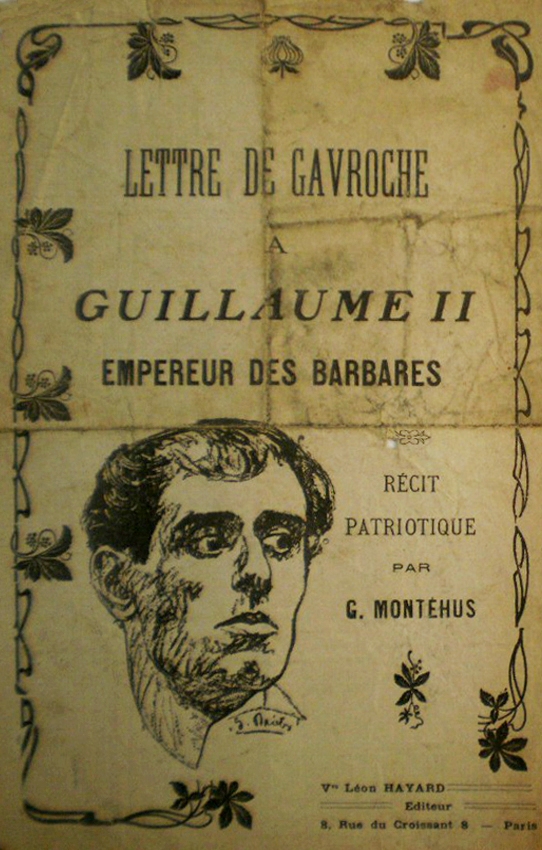 LETTRE DE GAVROCHE
A
GUILLAUME II
EMPEREUR DES BARBARES
RÉCIT
PATRIOTIQUE
PAR
G. MONTÉHUS
Vve Léon HAYARD
Editeur
8, Rue du Croissant 8 — Paris